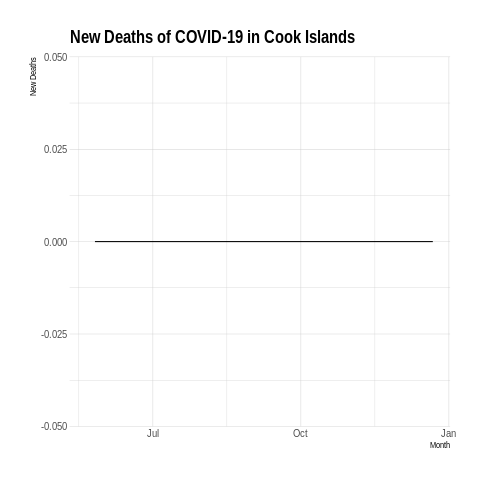 New Deaths of COVID-19 in Cook Islands
New Deaths
0.050
0.025
0.000
-0.025
-0.050
Jul
Oct
Jan
Month